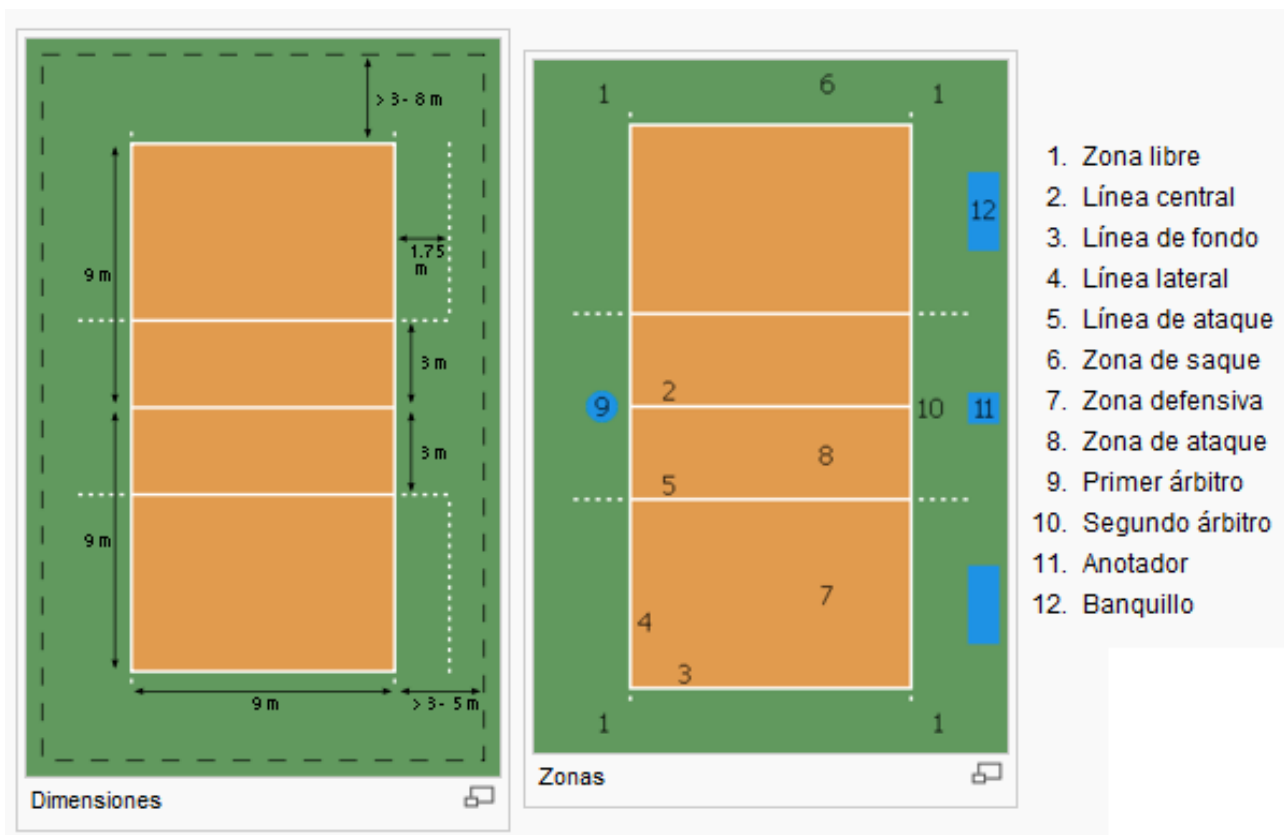 > 3- 8 m
1.75
m
9 m
3 m
3 m
9 m
9 m
> 3- 5 m
Dimensiones
1
6
1
12
2
9
10
11
8
5
7
4
3
1
1
Zonas
1. Zona libre
2. Línea central
3. Línea de fondo
4. Línea lateral
5. Línea de ataque
6. Zona de saque
7. Zona defensiva
8. Zona de ataque
9. Primer árbitro
10. Segundo árbitro
11. Anotador
12. Banquillo